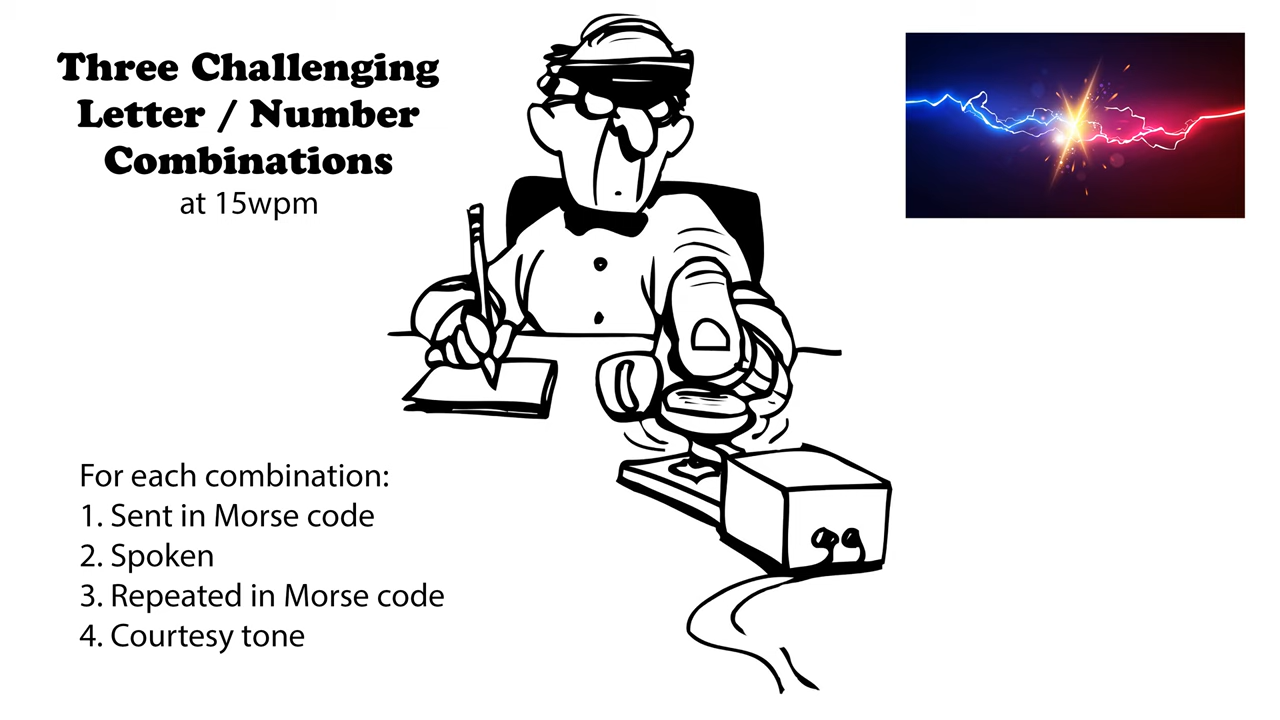 Three Challenging
Letter / Number
Combinations
at 15wpm
For each combination:
1. Sent in Morse code
2. Spoken
3. Repeated in Morse code
4. Courtesy tone